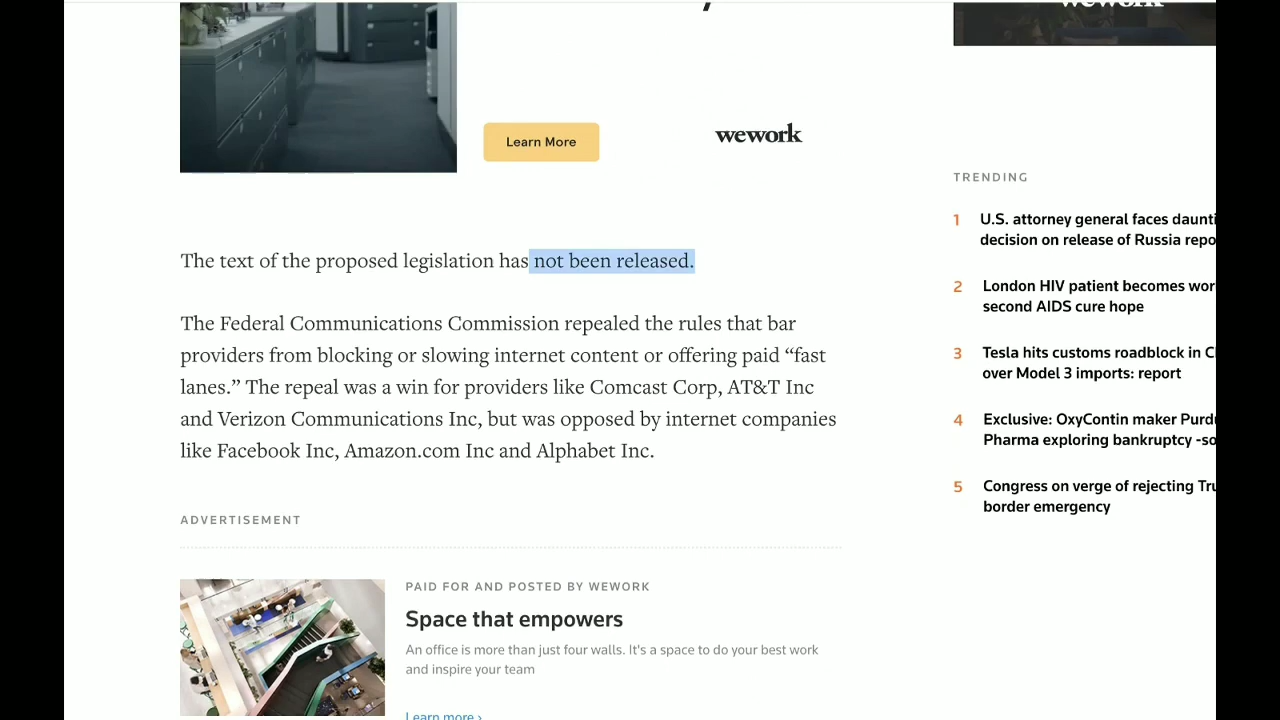 wework
Learn More
wework
The text of the proposed legislation has not been released.
The Federal Communications Commission repealed the rules that bar
providers from blocking or slowing internet content or offering paid “fast
lanes.” The repeal was a win for providers like Comcast Corp, AT&T Inc
and Verizon Communications Inc, but was opposed by internet companies
like Facebook Inc, Amazon.com Inc and Alphabet Inc.
ADVERTISEMENT
PAID FOR AND POSTED BY WEWORK
Space that empowers
An office is more than just four walls. It's a space to do your best work
and inspire your team
Learn more ›
TRENDING
1 U.S. attorney general faces
decision on release of Russia
2 London HIV patient becomes
second AIDS cure hope
3 Tesla hits customs roadblock in
over Model 3 imports: report
4 Exclusive: OxyContin maker
Pharma exploring bankruptcy
5 Congress on verge of rejecting
border emergency